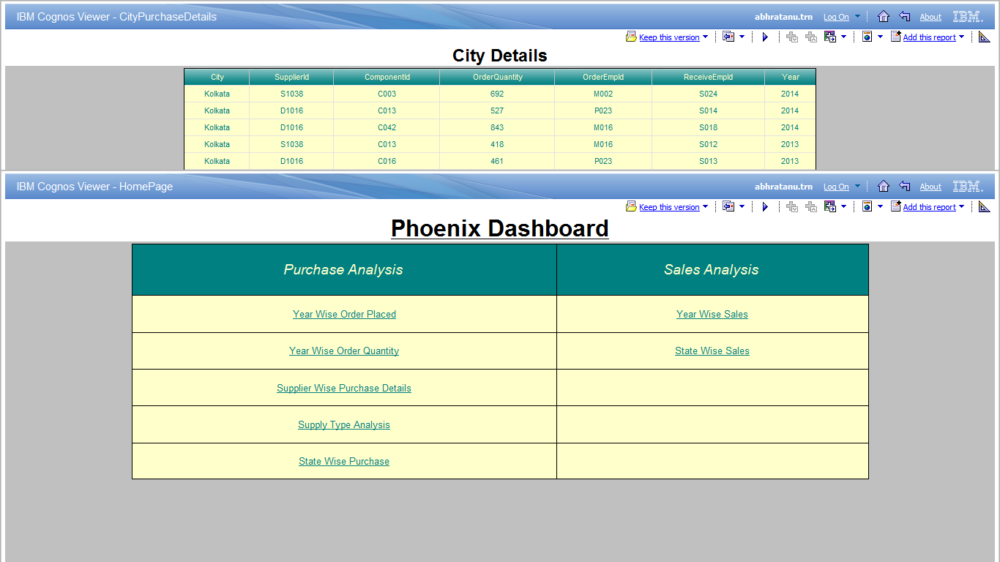 IBM Cognos Viewer - CityPurchaseDetails abhratanu.trn Log On About IBM.
Keep this version Add this report
City Details
City SupplierId ComponentId OrderQuantity OrderEmpId ReceiveEmpId Year
Kolkata S1038 C003 692 M002 S024 2014
Kolkata D1016 C013 527 P023 S014 2014
Kolkata D1016 C042 843 M016 S018 2014
Kolkata S1038 C013 418 M016 S012 2013
Kolkata D1016 C016 461 P023 S013 2013
IBM Cognos Viewer - HomePage abhratanu.trn Log On About IBM.
Keep this version Add this report
Phoenix Dashboard
Purchase Analysis Sales Analysis
Year Wise Order Placed Year Wise Sales
Year Wise Order Quantity State Wise Sales
Supplier Wise Purchase Details
Supply Type Analysis
State Wise Purchase